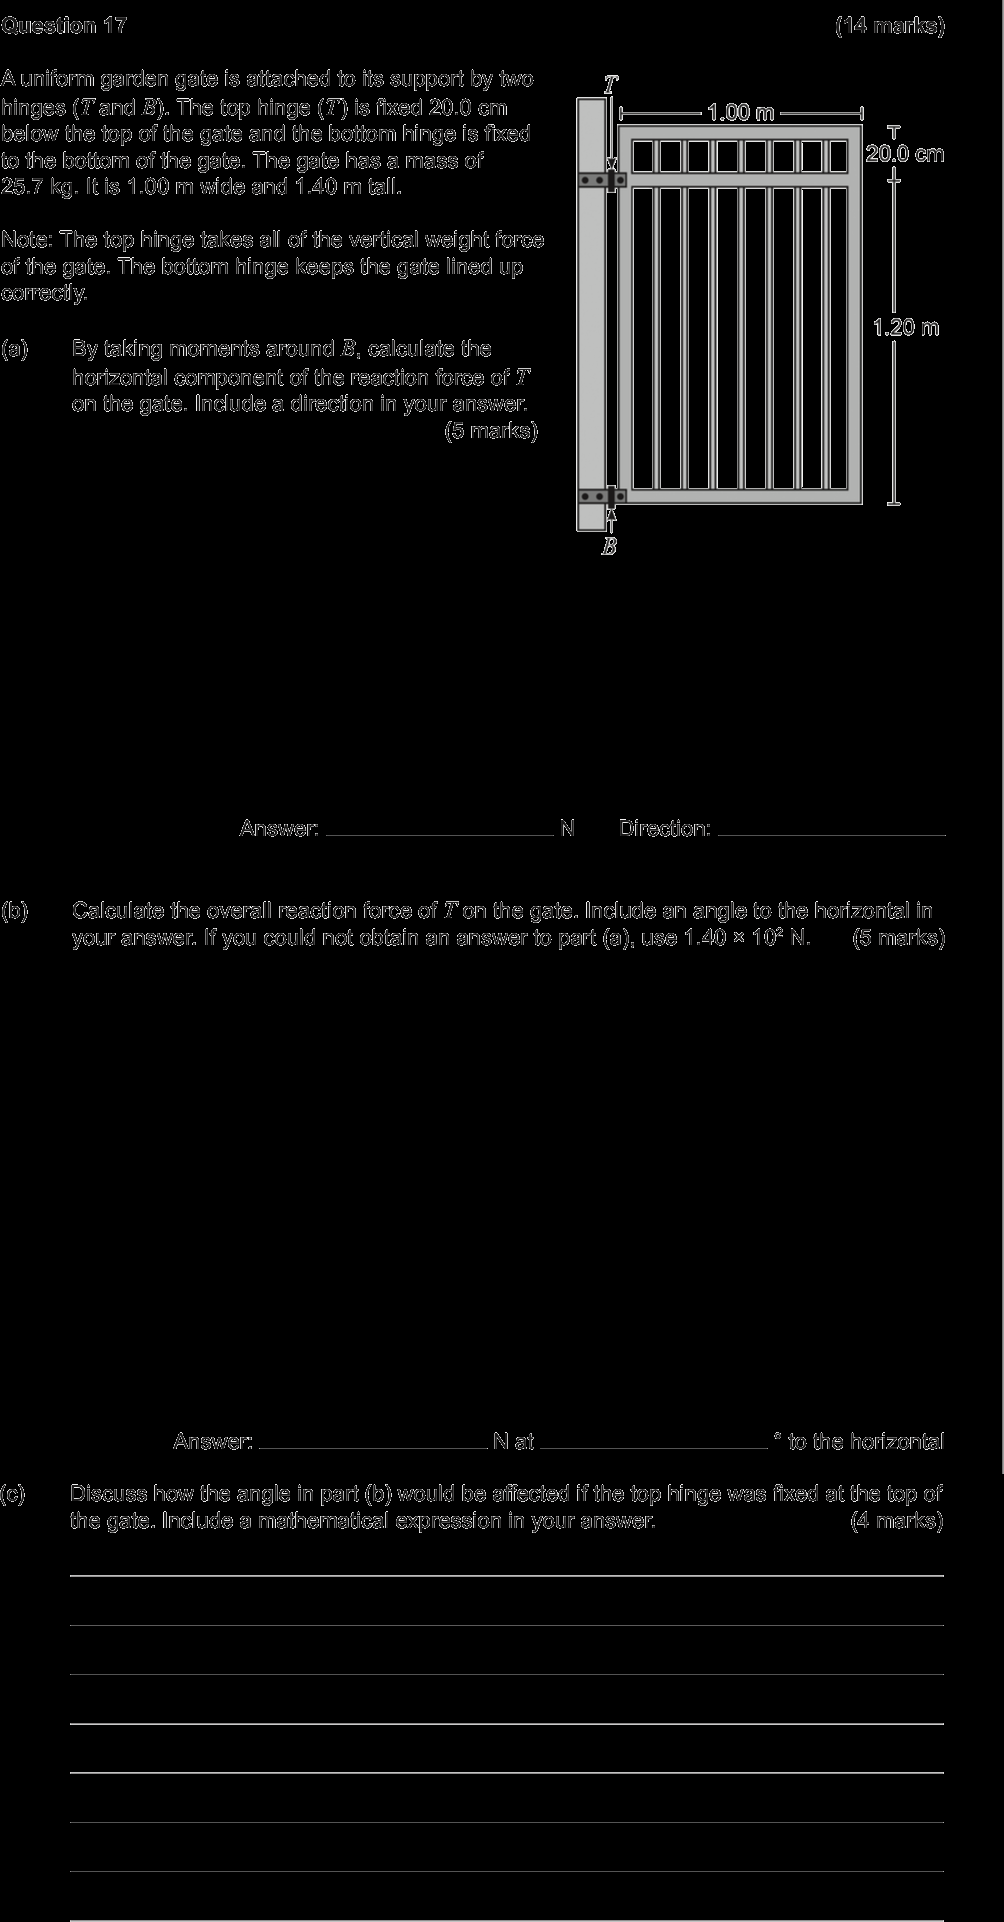 Question 17 (14 marks)
A uniform garden gate is attached to its support by two
hinges (T and B). The top hinge (T) is fixed 20.0 cm
below the top of the gate and the bottom hinge is fixed
to the bottom of the gate. The gate has a mass of
25.7 kg. It is 1.00 m wide and 1.40 m tall.
Note: The top hinge takes all of the vertical weight force
of the gate. The bottom hinge keeps the gate lined up
correctly.
(a) By taking moments around B, calculate the
horizontal component of the reaction force of T
on the gate. Include a direction in your answer.
(5 marks)
T
1.00 m
20.0 cm
1.20 m
B
Answer: N Direction:
(b) Calculate the overall reaction force of T on the gate. Include an angle to the horizontal in
your answer. If you could not obtain an answer to part (a), use 1.40 × 10² N. (5 marks)
Answer: N at ° to the horizontal
(c) Discuss how the angle in part (b) would be affected if the top hinge was fixed at the top of
the gate. Include a mathematical expression in your answer. (4 marks)